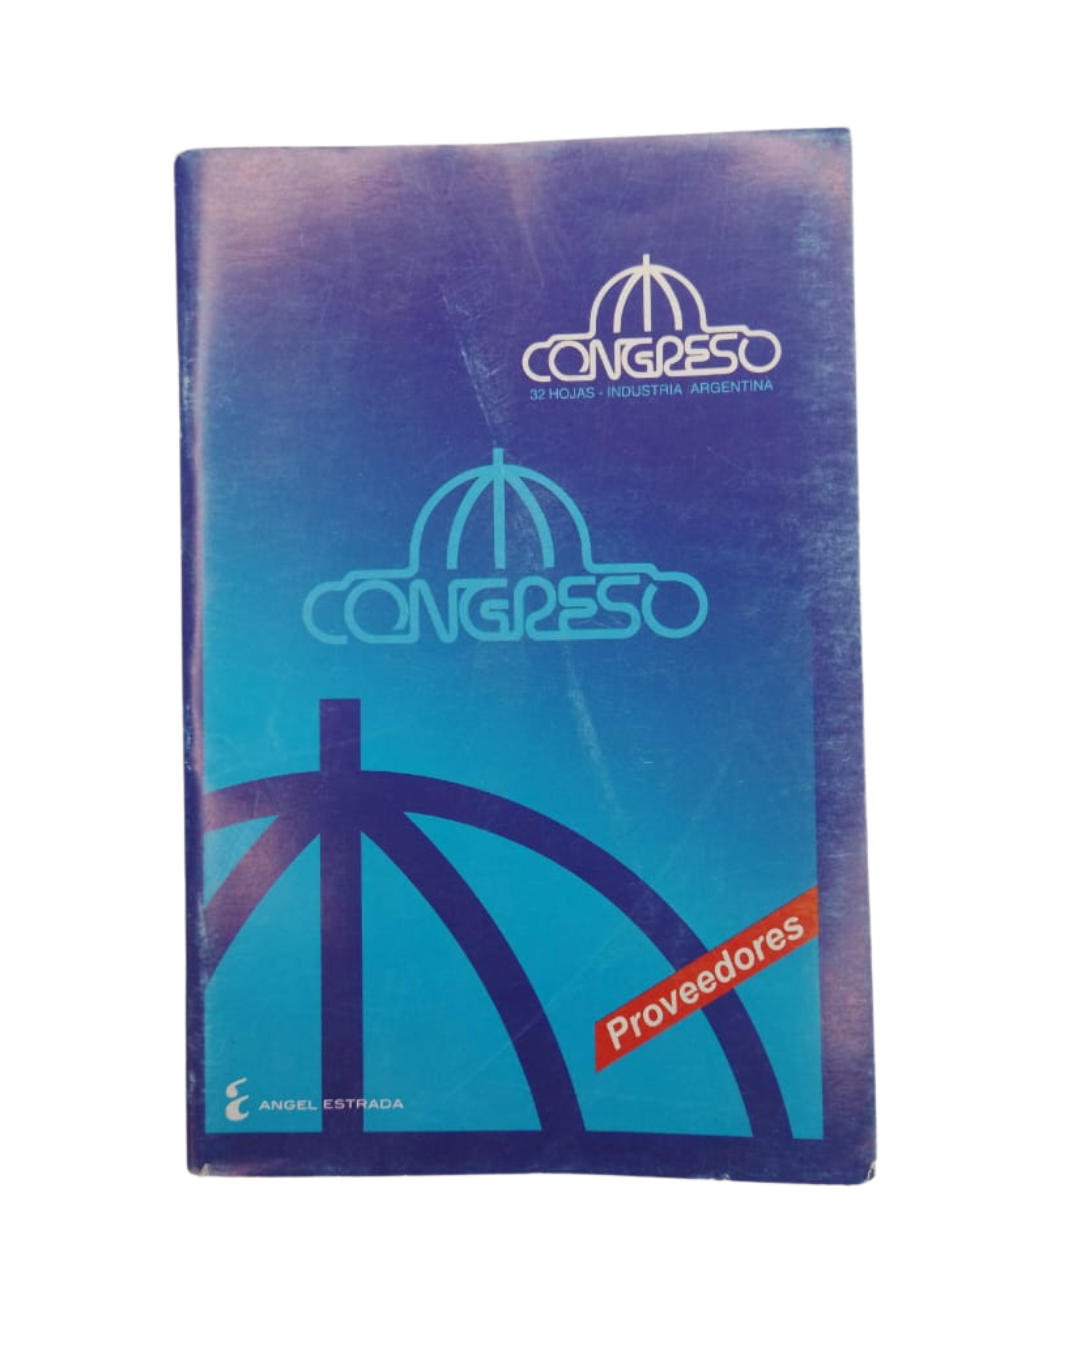 CONGRESO
32 HOJAS - INDUSTRIA ARGENTINA
CONGRESO
Proveedores
ANGEL ESTRADA